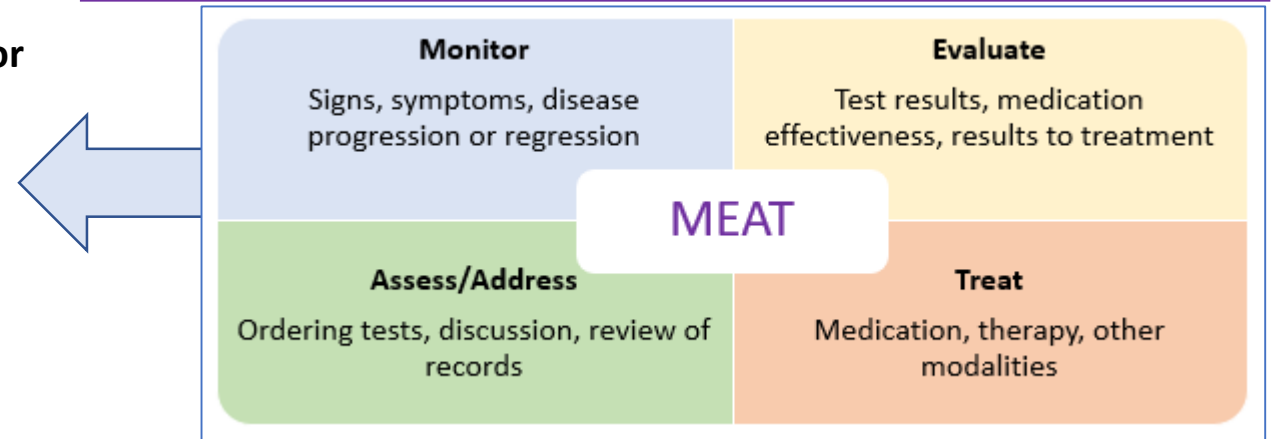 or
Monitor
Signs, symptoms, disease
progression or regression
Evaluate
Test results, medication
effectiveness, results to treatment
MEAT
Assess/Address
Ordering tests, discussion, review of
records
Treat
Medication, therapy, other
modalities